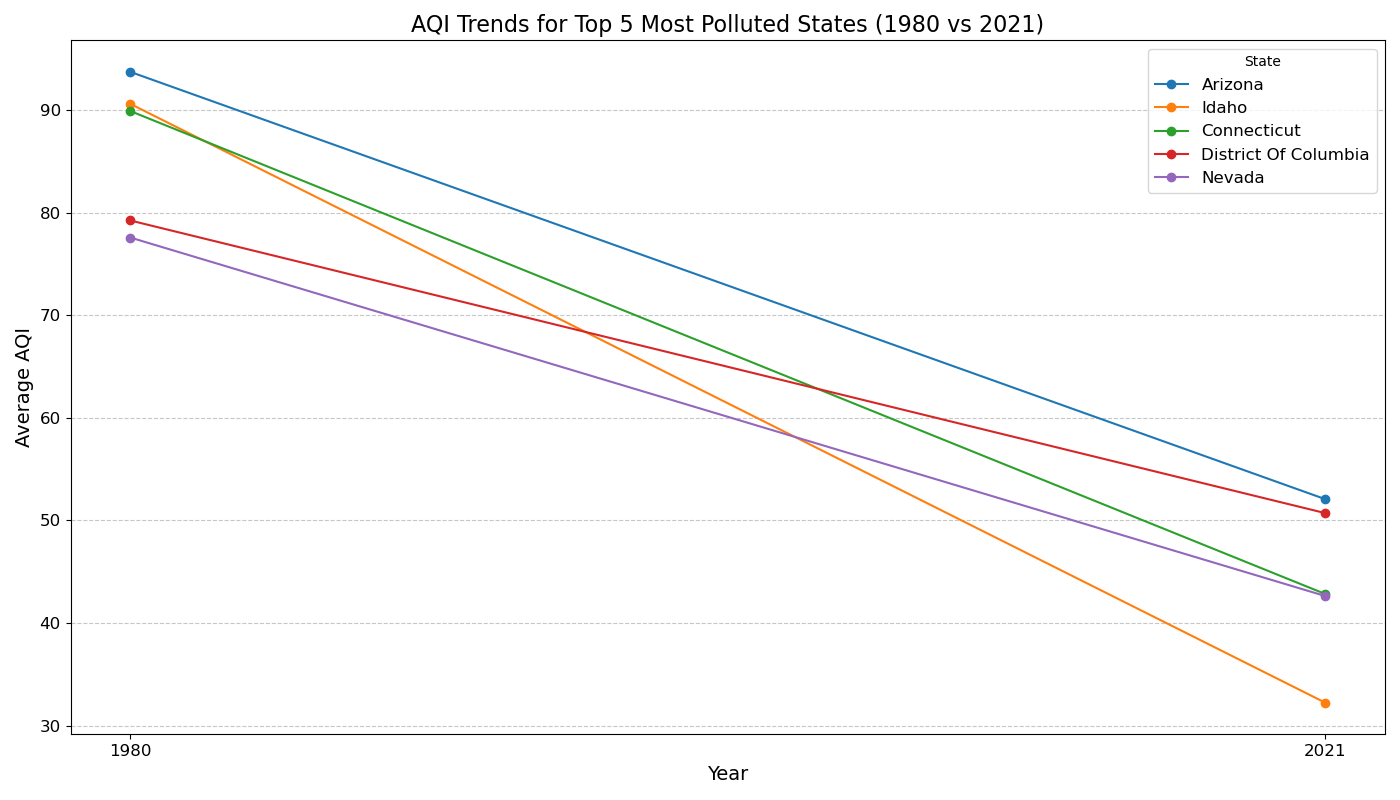 AQI Trends for Top 5 Most Polluted States (1980 vs 2021)
State
Arizona
Idaho
Connecticut
District Of Columbia
Nevada
Average AQI
90
80
70
60
50
40
30
1980
2021
Year